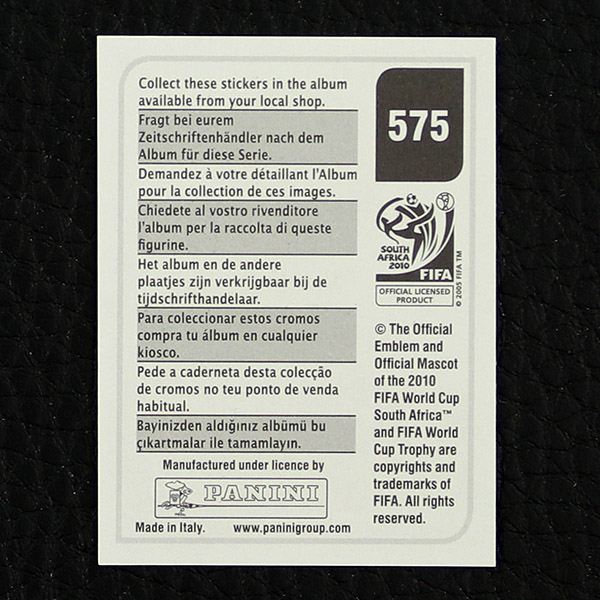 Collect these stickers in the album
available from your local shop.
Fragt bei eurem
Zeitschriftenhändler nach dem
Album für diese Serie.
Demandez à votre détaillant l'Album
pour la collection de ces images.
Chiedete al vostro rivenditore
l'album per la raccolta di queste
figurine.
Het album en de andere
plaatjes zijn verkrijgbaar bij de
tijdschrifthandelaar.
Para coleccionar estos cromos
compra tu álbum en cualquier
kiosco.
Pede a caderneta desta colecção
de cromos no teu ponto de venda
habitual.
Bayinizden aldığınız albümü bu
çıkartmalar ile tamamlayın.
Manufactured under licence by
PANINI
Made in Italy. www.paninigroup.com
575
SOUTH
AFRICA
2010
FIFA
OFFICIAL LICENSED
PRODUCT
© 2005 FIFA TM
© The Official
Emblem and
Official Mascot
of the 2010
FIFA World Cup
South Africa™
and FIFA World
Cup Trophy are
copyrights and
trademarks of
FIFA. All rights
reserved.